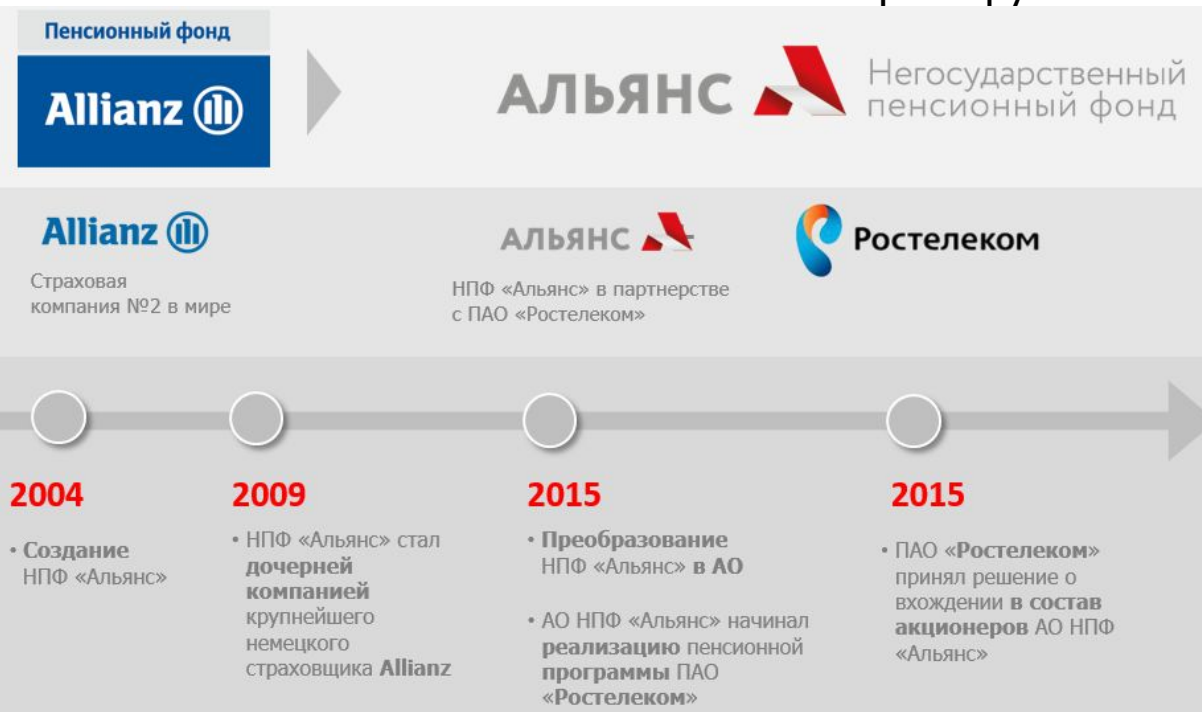 Пенсионный фонд
Allianz
АЛЬЯНС
Негосударственный
пенсионный фонд
Allianz
Страховая
компания №2 в мире
АЛЬЯНС
НПФ «Альянс» в партнерстве
с ПАО «Ростелеком»
Ростелеком
2004
• Создание
НПФ «Альянс»
2009
• НПФ «Альянс» стал
дочерней
компанией
крупнейшего
немецкого
страховщика Allianz
2015
• Преобразование
НПФ «Альянс» в АО
• АО НПФ «Альянс» начинал
реализацию пенсионной
программы ПАО
«Ростелеком»
2015
• ПАО «Ростелеком»
принял решение о
вхождении в состав
акционеров АО НПФ
«Альянс»